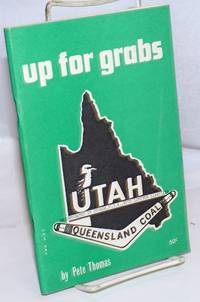 up for grabs
UTAH
QUEENSLAND COAL
by Pete Thomas
50c